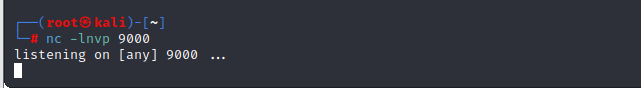 ┌──(root㉿kali)-[~]
└─# nc -lnvp 9000
listening on [any] 9000 ...